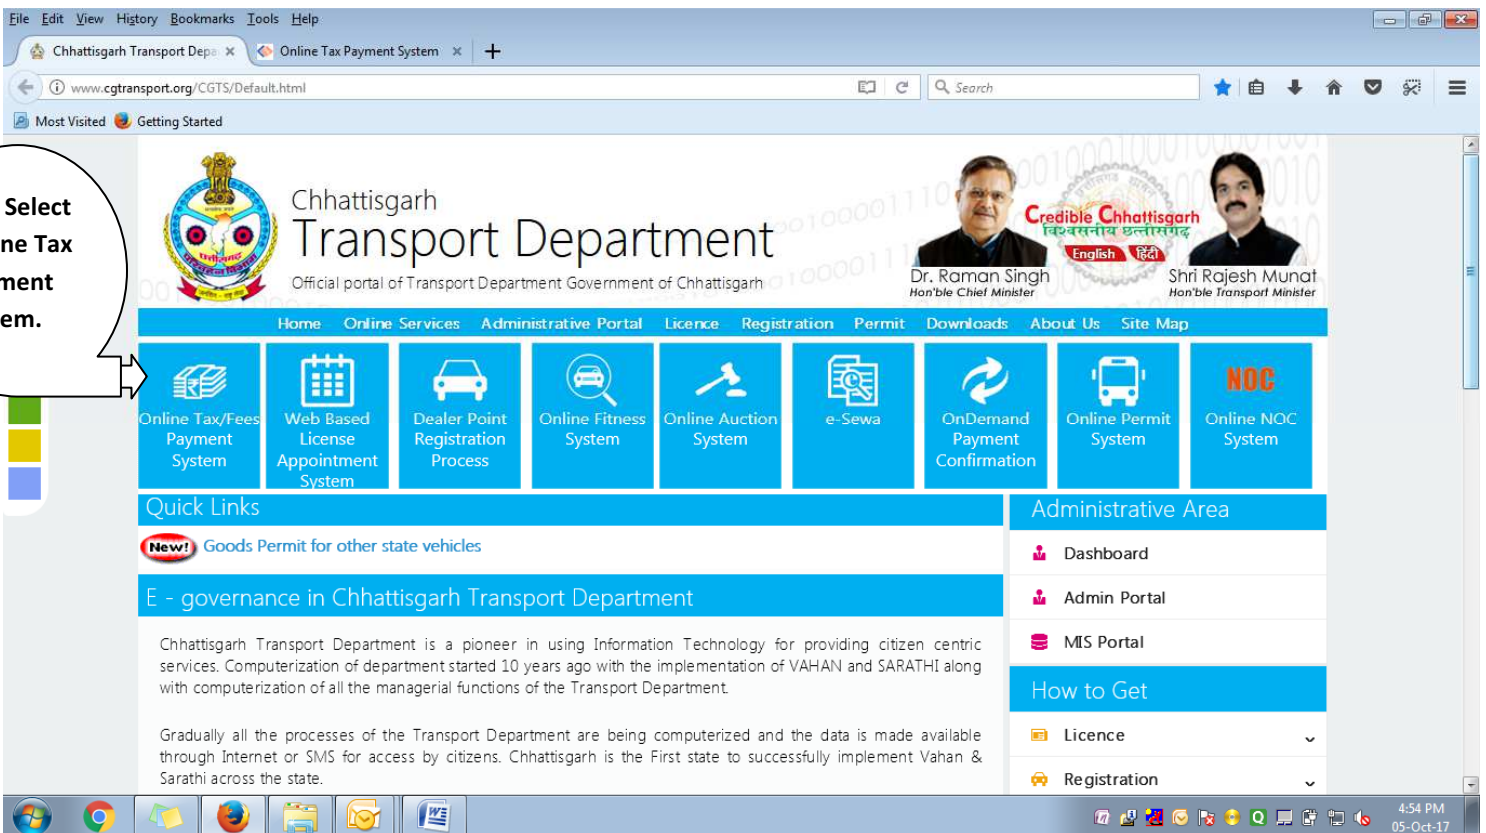 File Edit View History Bookmarks Tools Help
Chhattisgarh Transport Depa × Online Tax Payment System × +
www.cgtransport.org/CGTS/Default.html Search
Most Visited Getting Started
Select
ne Tax
ment
em.
Chhattisgarh
Transport Department
Official portal of Transport Department Government of Chhattisgarh
Credible Chhattisgarh
विश्वसनीय छत्तीसगढ़
English हिंदी
Dr. Raman Singh
Hon'ble Chief Minister
Shri Rajesh Munat
Hon'ble Transport Minister
Home Online Services Administrative Portal Licence Registration Permit Downloads About Us Site Map
Online Tax/Fees
Payment
System
Web Based
License
Appointment
System
Dealer Point
Registration
Process
Online Fitness
System
Online Auction
System
e-Sewa
OnDemand
Payment
Confirmation
Online Permit
System
NOC
Online NOC
System
Quick Links
New! Goods Permit for other state vehicles
E - governance in Chhattisgarh Transport Department
Chhattisgarh Transport Department is a pioneer in using Information Technology for providing citizen centric
services. Computerization of department started 10 years ago with the implementation of VAHAN and SARATHI along
with computerization of all the managerial functions of the Transport Department.
Gradually all the processes of the Transport Department are being computerized and the data is made available
through Internet or SMS for access by citizens. Chhattisgarh is the First state to successfully implement Vahan &
Sarathi across the state.
Administrative Area
Dashboard
Admin Portal
MIS Portal
How to Get
Licence
Registration
4:54 PM
05-Oct-17